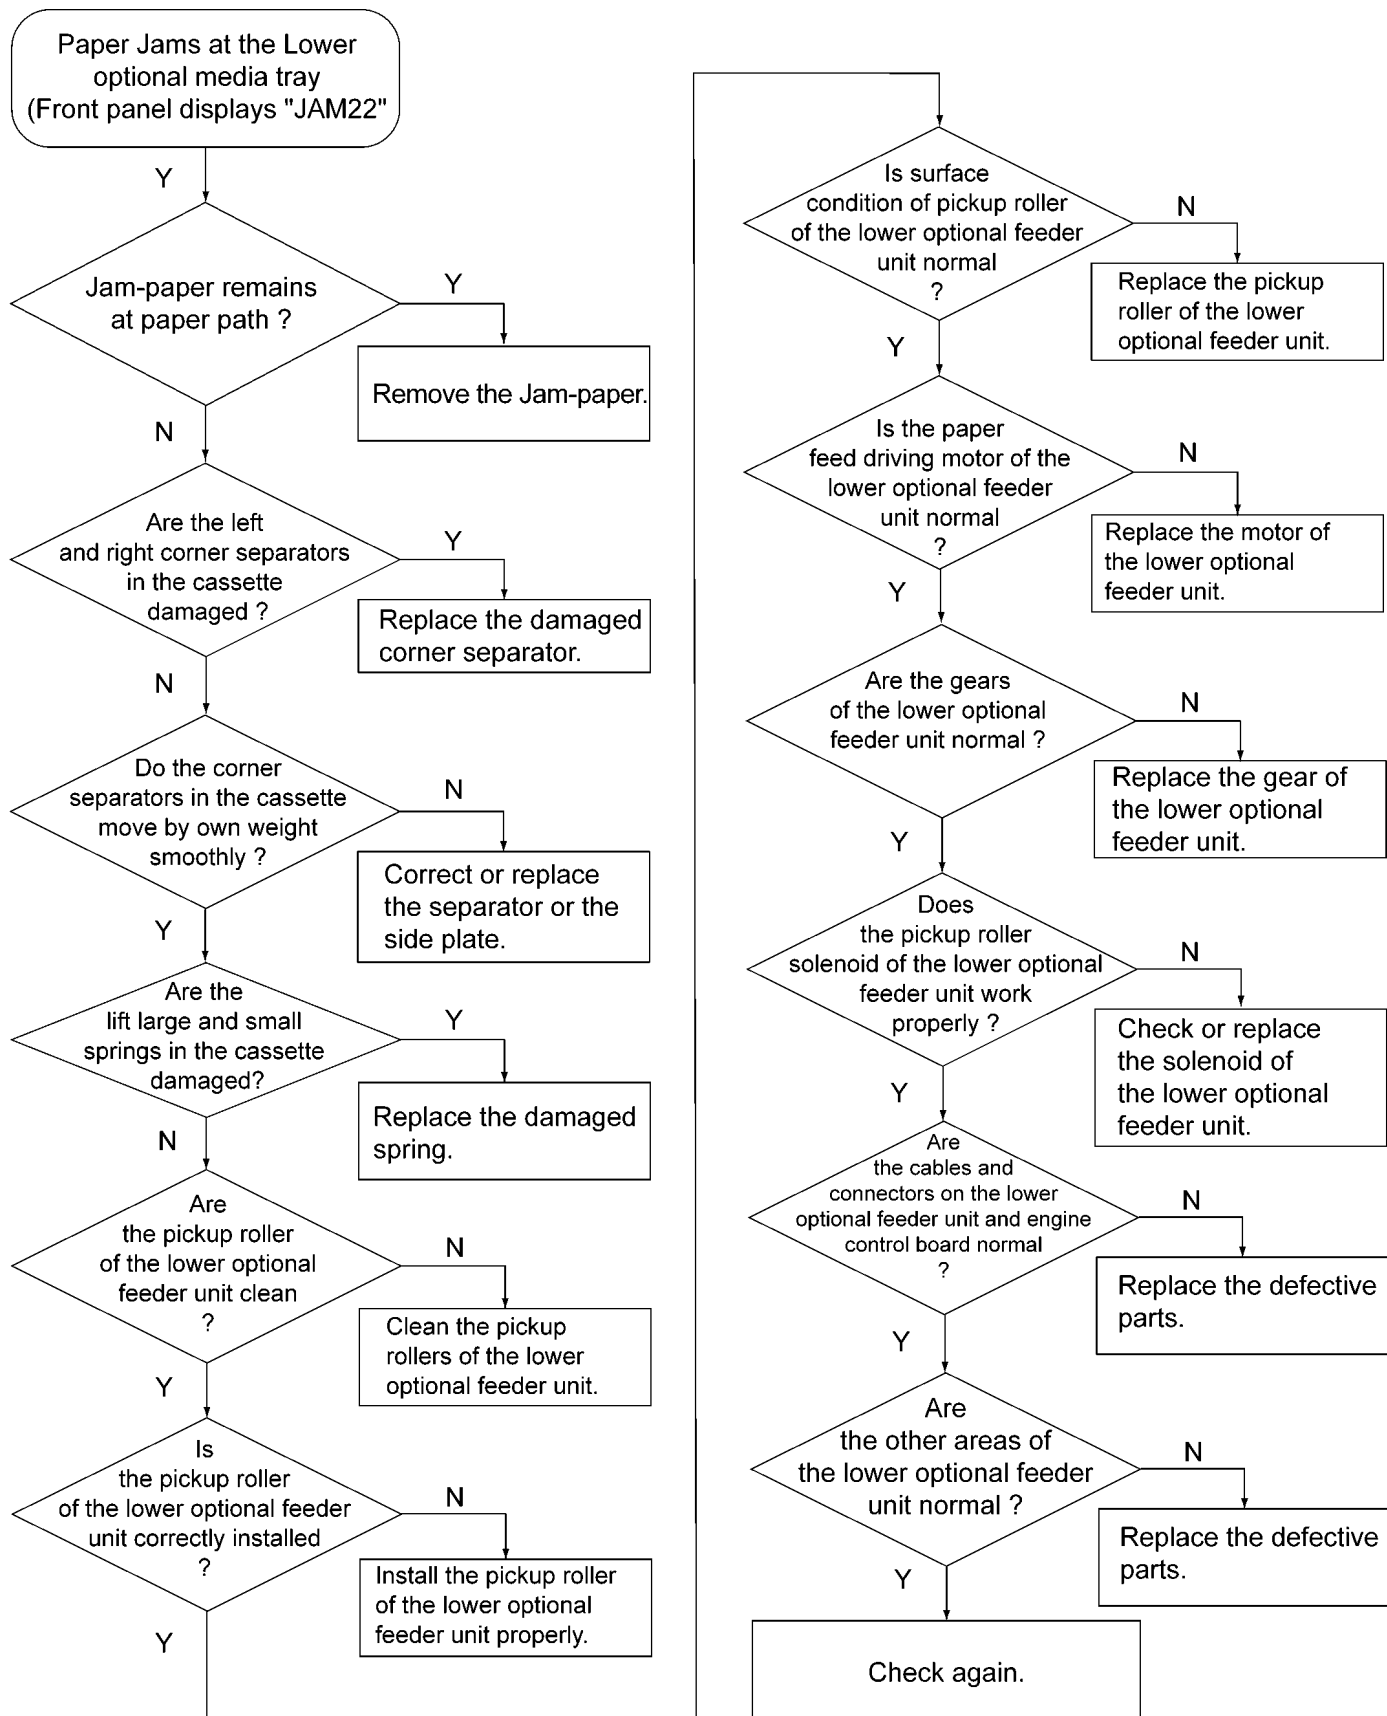 Paper Jams at the Lower
optional media tray
(Front panel displays "JAM22"
Y
Jam-paper remains
at paper path ?
Y
Remove the Jam-paper.
N
Are the left
and right corner separators
in the cassette
damaged ?
Y
Replace the damaged
corner separator.
N
Do the corner
separators in the cassette
move by own weight
smoothly ?
N
Correct or replace
the separator or the
side plate.
Y
Are the
lift large and small
springs in the cassette
damaged?
Y
Replace the damaged
spring.
N
Are
the pickup roller
of the lower optional
feeder unit clean
?
N
Clean the pickup
rollers of the lower
optional feeder unit.
Y
Is
the pickup roller
of the lower optional feeder
unit correctly installed
?
N
Install the pickup roller
of the lower optional
feeder unit properly.
Y
Is surface
condition of pickup roller
of the lower optional feeder
unit normal
?
N
Replace the pickup
roller of the lower
optional feeder unit.
Y
Is the paper
feed driving motor of the
lower optional feeder
unit normal
?
N
Replace the motor of
the lower optional
feeder unit.
Y
Are the gears
of the lower optional
feeder unit normal ?
N
Replace the gear of
the lower optional
feeder unit.
Y
Does
the pickup roller
solenoid of the lower optional
feeder unit work
properly ?
N
Check or replace
the solenoid of
the lower optional
feeder unit.
Y
Are
the cables and
connectors on the lower
optional feeder unit and engine
control board normal
?
N
Replace the defective
parts.
Y
Are
the other areas of
the lower optional feeder
unit normal ?
N
Replace the defective
parts.
Y
Check again.